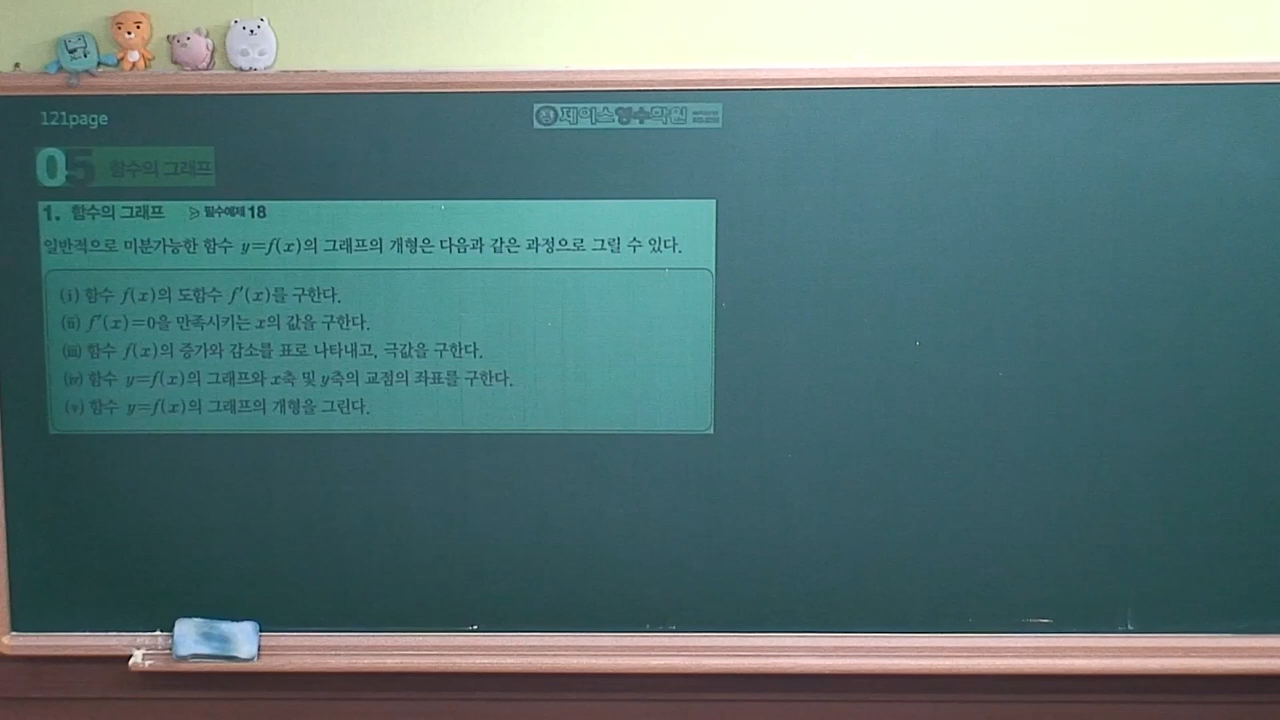 121page
제이스영수학원
05 함수의 그래프
1. 함수의 그래프 필수예제 18
일반적으로 미분가능한 함수 y=f(x)의 그래프의 개형은 다음과 같은 과정으로 그릴 수 있다.
(ⅰ) 함수 f(x)의 도함수 f′(x)를 구한다.
(ⅱ) f′(x)=0을 만족시키는 x의 값을 구한다.
(ⅲ) 함수 f(x)의 증가와 감소를 표로 나타내고, 극값을 구한다.
(ⅳ) 함수 y=f(x)의 그래프와 x축 및 y축의 교점의 좌표를 구한다.
(ⅴ) 함수 y=f(x)의 그래프의 개형을 그린다.